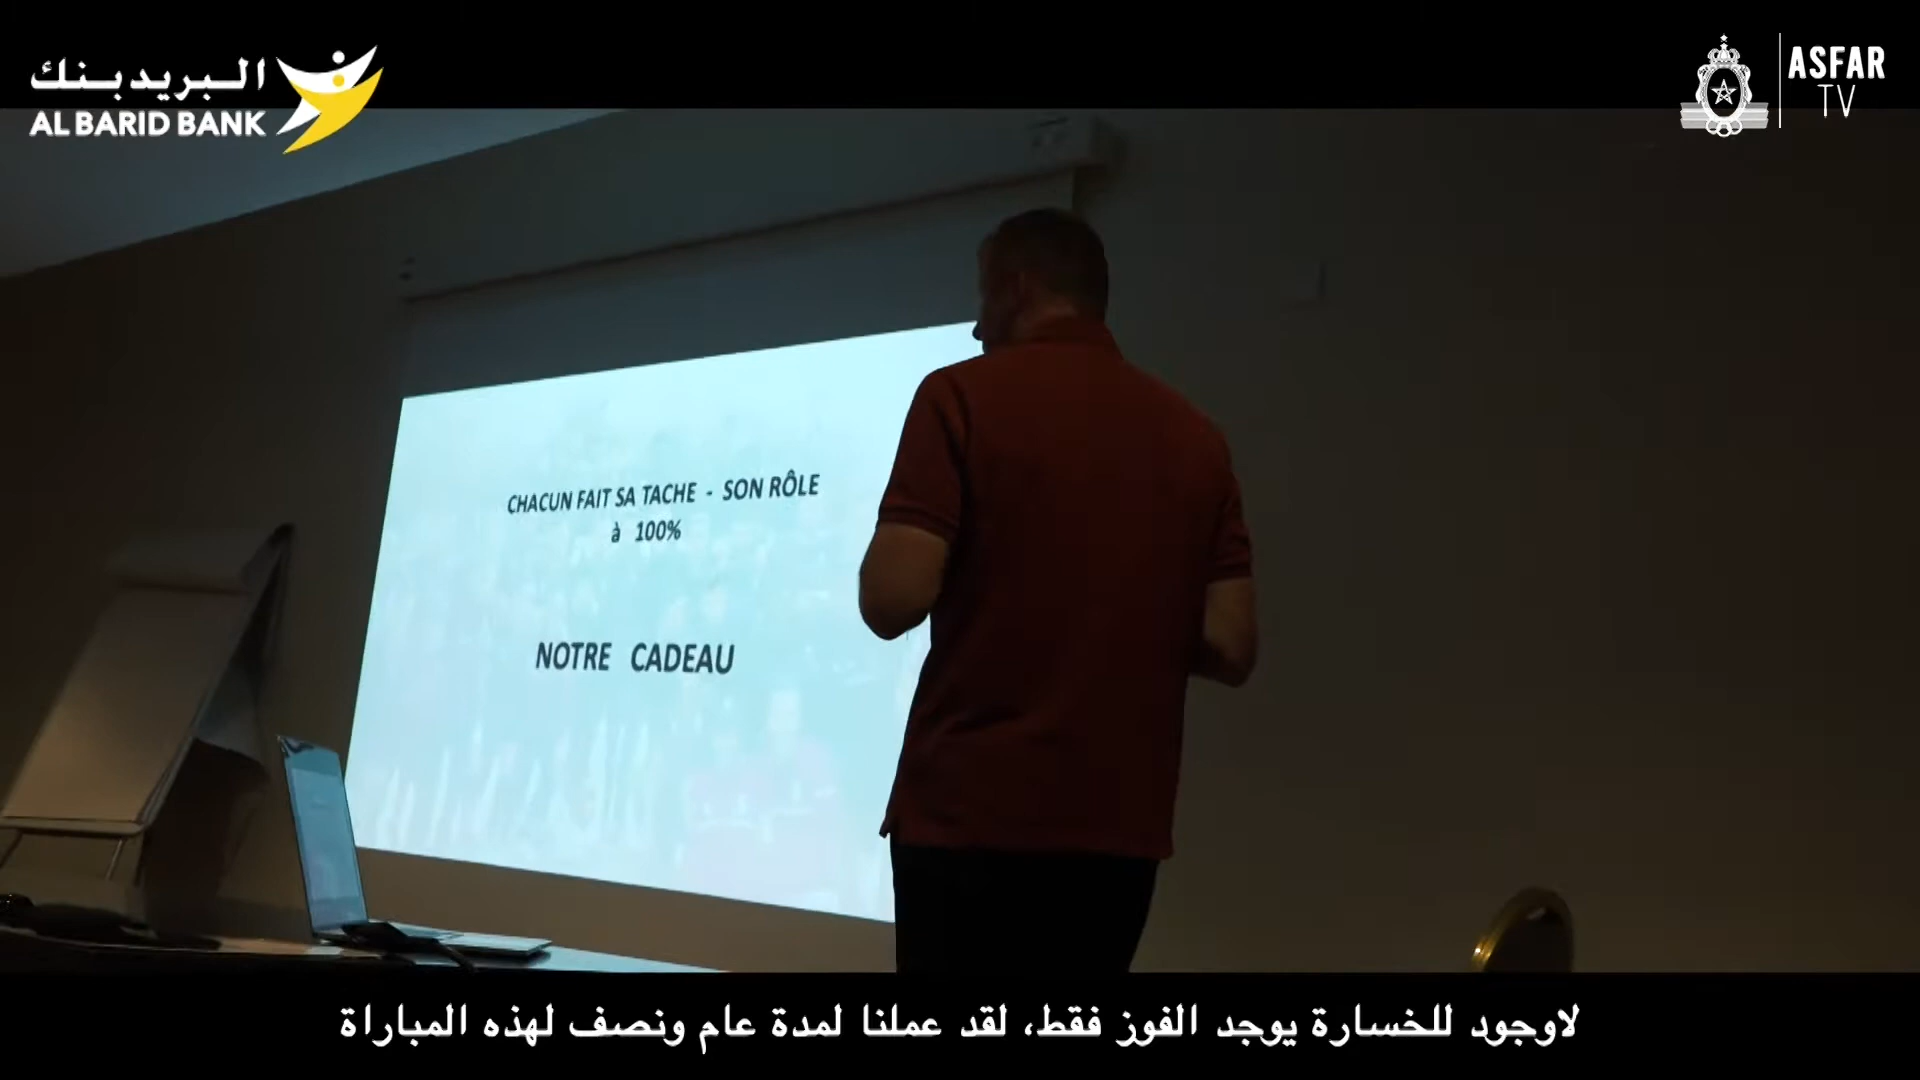 البريد بنك
AL BARID BANK
ASFAR
TV
CHACUN FAIT SA TACHE - SON RÔLE
à 100%
NOTRE CADEAU
لاوجود للخسارة يوجد الفوز فقط، لقد عملنا لمدة عام ونصف لهذه المباراة